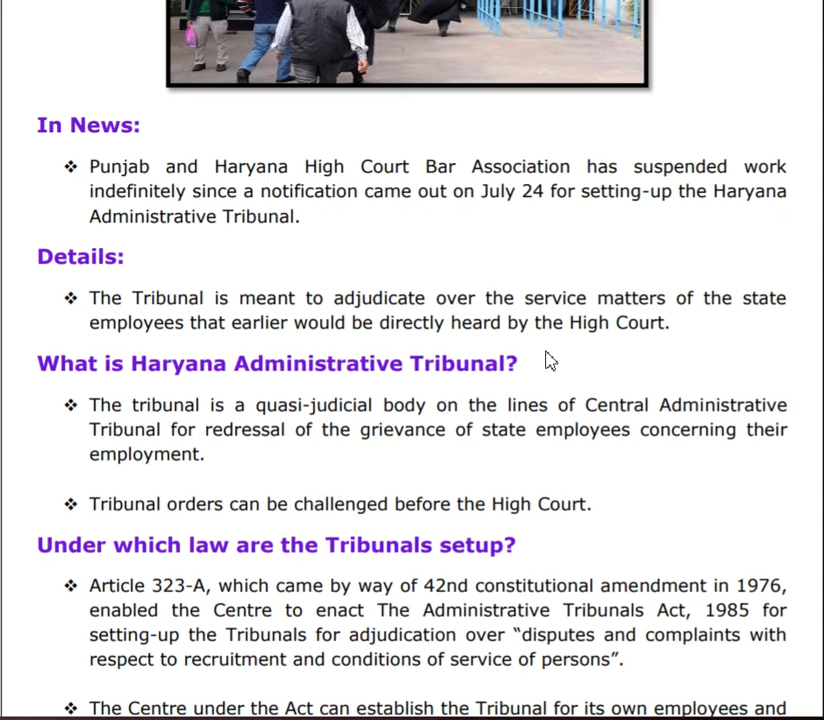 In News:
❖ Punjab and Haryana High Court Bar Association has suspended work
indefinitely since a notification came out on July 24 for setting-up the Haryana
Administrative Tribunal.
Details:
❖ The Tribunal is meant to adjudicate over the service matters of the state
employees that earlier would be directly heard by the High Court.
What is Haryana Administrative Tribunal?
❖ The tribunal is a quasi-judicial body on the lines of Central Administrative
Tribunal for redressal of the grievance of state employees concerning their
employment.
❖ Tribunal orders can be challenged before the High Court.
Under which law are the Tribunals setup?
❖ Article 323-A, which came by way of 42nd constitutional amendment in 1976,
enabled the Centre to enact The Administrative Tribunals Act, 1985 for
setting-up the Tribunals for adjudication over “disputes and complaints with
respect to recruitment and conditions of service of persons”.
❖ The Centre under the Act can establish the Tribunal for its own employees and